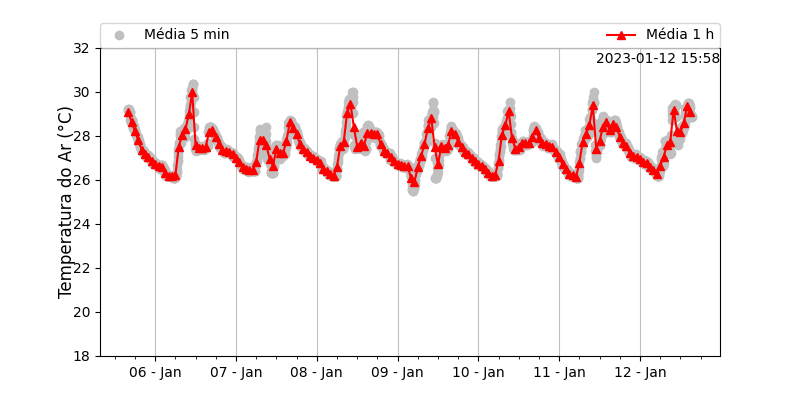 Média 5 min
Média 1 h
2023-01-12 15:58
Temperatura do Ar (°C)
32
30
28
26
24
22
20
18
06 - Jan
07 - Jan
08 - Jan
09 - Jan
10 - Jan
11 - Jan
12 - Jan